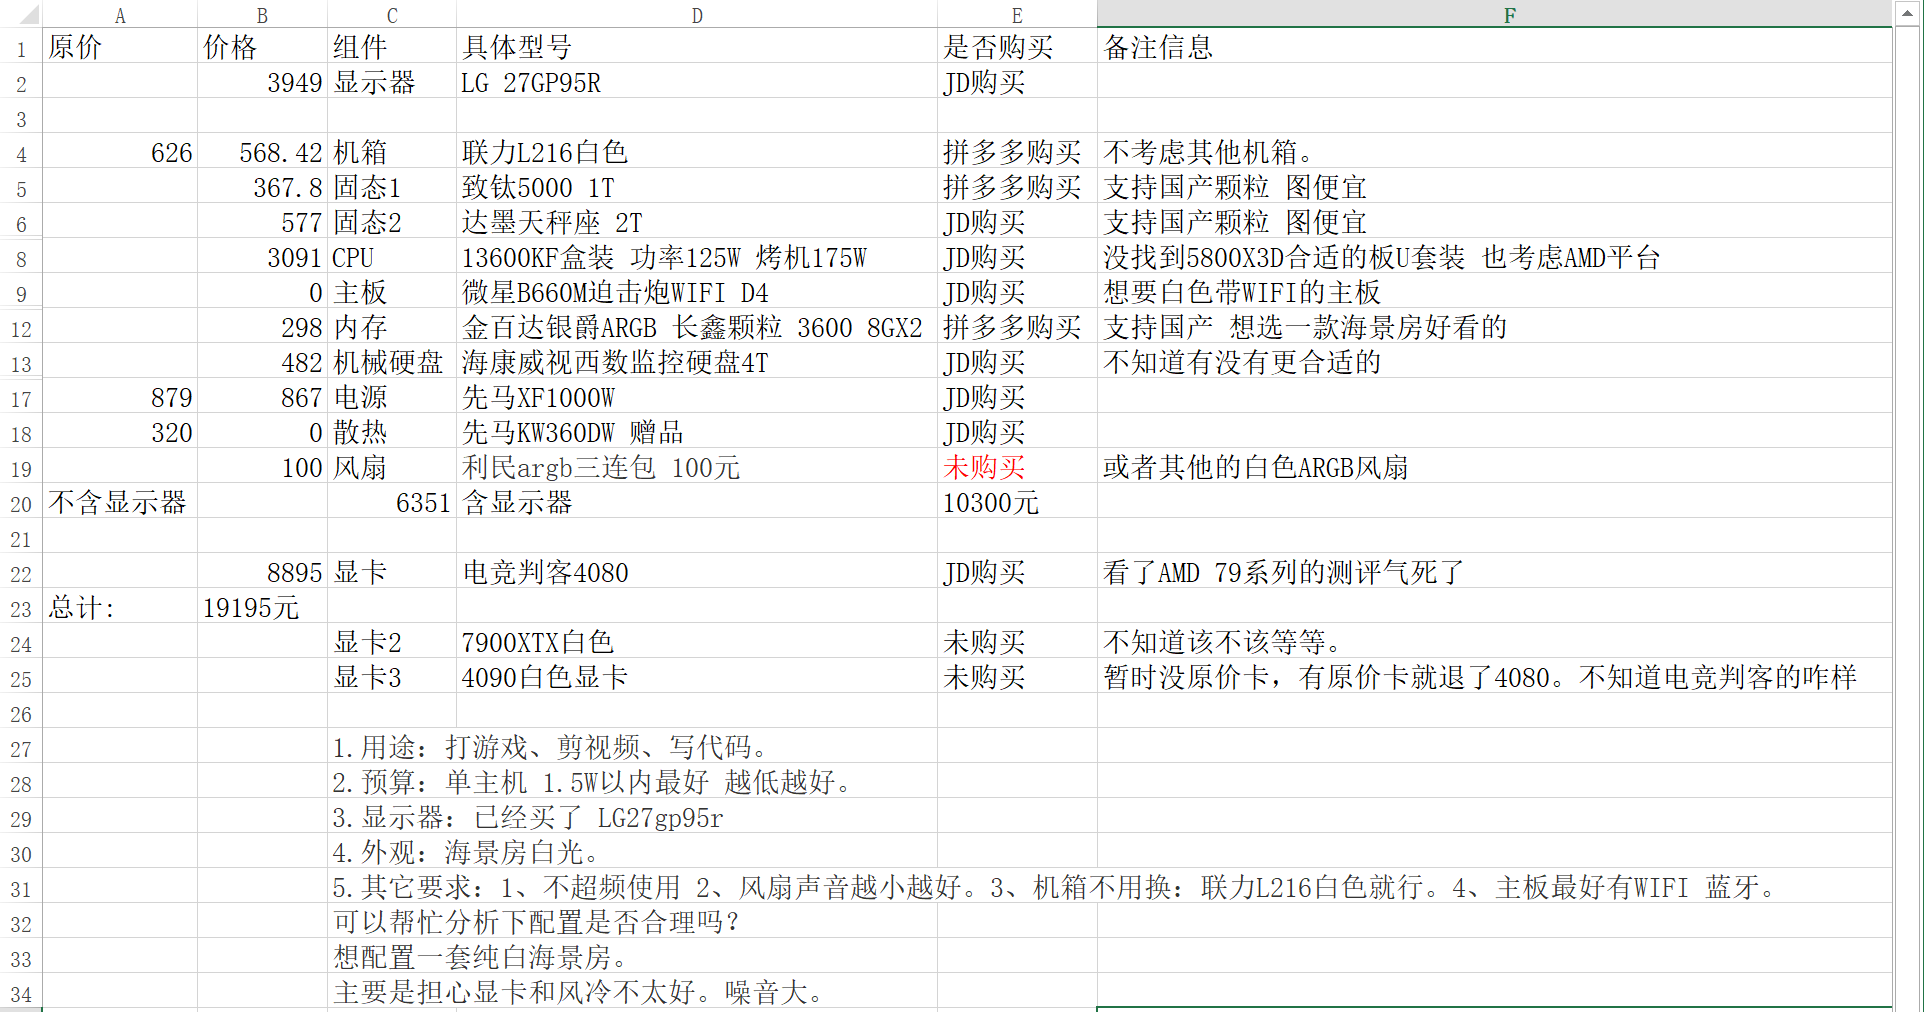 A B C D E F
1 原价 价格 组件 具体型号 是否购买 备注信息
2 3949 显示器 LG 27GP95R JD购买
3
4 626 568.42 机箱 联力L216白色 拼多多购买 不考虑其他机箱。
5 367.8 固态1 致钛5000 1T 拼多多购买 支持国产颗粒 图便宜
6 577 固态2 达墨天秤座 2T JD购买 支持国产颗粒 图便宜
8 3091 CPU 13600KF盒装 功率125W 烤机175W JD购买 没找到5800X3D合适的板U套装 也考虑AMD平台
9 0 主板 微星B660M迫击炮WIFI D4 JD购买 想要白色带WIFI的主板
12 298 内存 金百达银爵ARGB 长鑫颗粒 3600 8GX2 拼多多购买 支持国产 想选一款海景房好看的
13 482 机械硬盘 海康威视西数监控硬盘4T JD购买 不知道有没有更合适的
17 879 867 电源 先马XF1000W JD购买
18 320 0 散热 先马KW360DW 赠品 JD购买
19 100 风扇 利民argb三连包 100元 未购买 或者其他的白色ARGB风扇
20 不含显示器 6351 含显示器 10300元
21
22 8895 显卡 电竞判客4080 JD购买 看了AMD 79系列的测评气死了
23 总计: 19195元
24 显卡2 7900XTX白色 未购买 不知道该不该等等。
25 显卡3 4090白色显卡 未购买 暂时没原价卡，有原价卡就退了4080。不知道电竞判客的咋样
26
27 1.用途：打游戏、剪视频、写代码。
28 2.预算：单主机 1.5W以内最好 越低越好。
29 3.显示器：已经买了 LG27gp95r
30 4.外观：海景房白光。
31 5.其它要求：1、不超频使用 2、风扇声音越小越好。3、机箱不用换：联力L216白色就行。4、主板最好有WIFI 蓝牙。
32 可以帮忙分析下配置是否合理吗？
33 想配置一套纯白海景房。
34 主要是担心显卡和风冷不太好。噪音大。